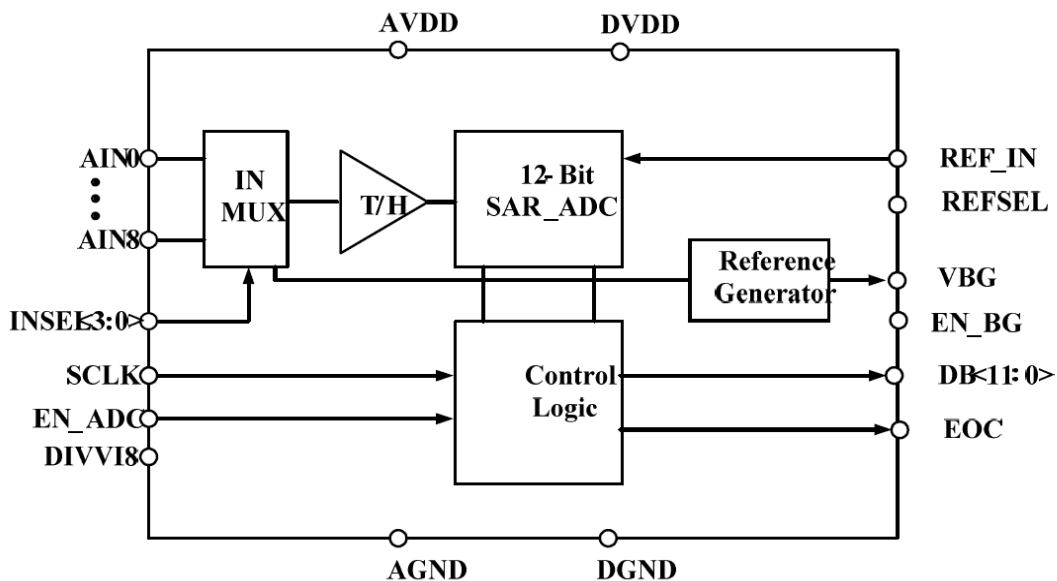 AVDD
DVDD
AIN0
AIN8
IN
MUX
T/H
12-Bit
SAR_ADC
REF_IN
REFSEL
Reference
Generator
VBG
INSEL<3:0>
EN_BG
SCLK
Control
Logic
DB<11:0>
EN_ADC
EOC
DIVVI8
AGND
DGND